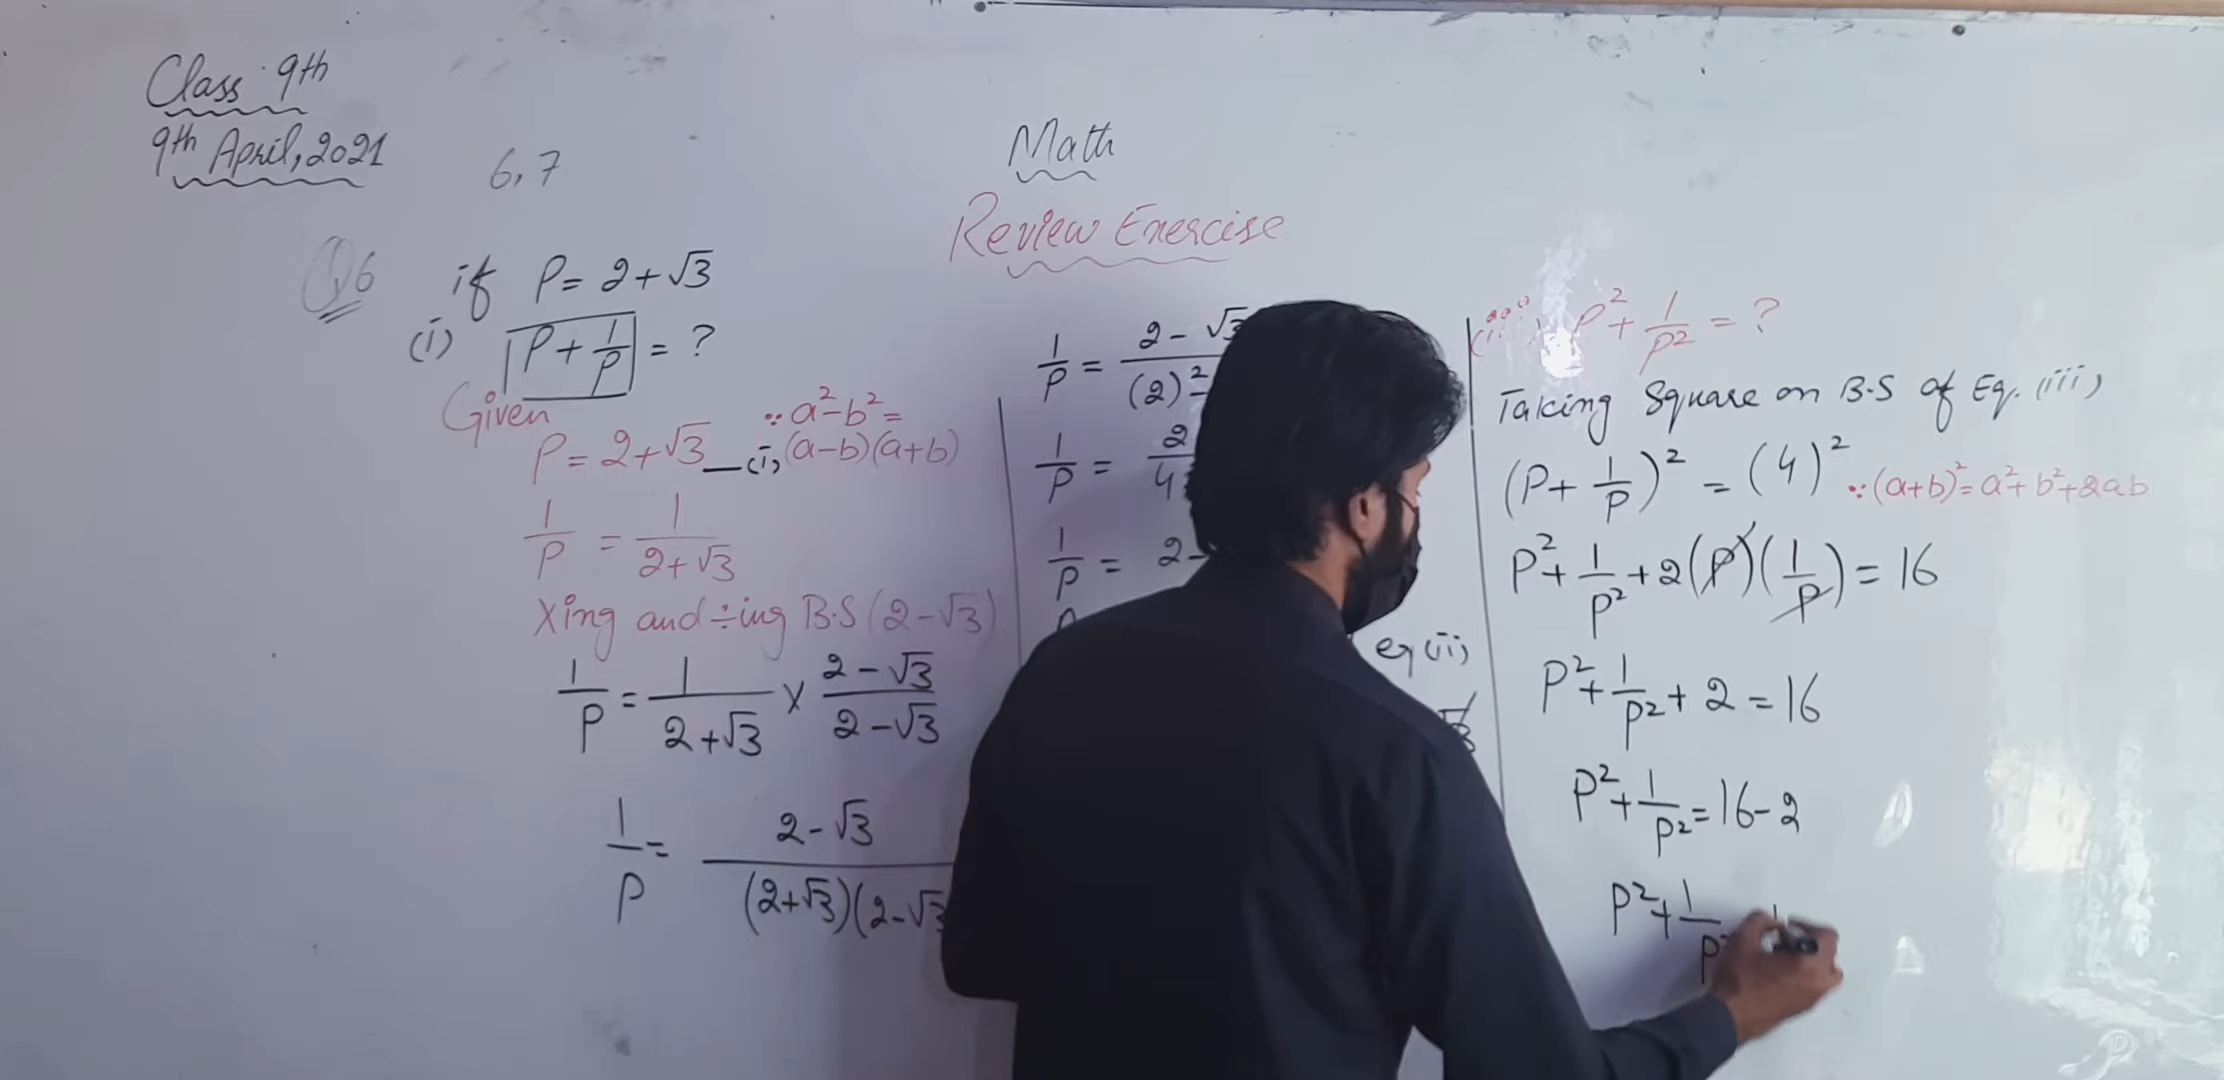 Class 9th
9th April, 2021
6, 7
Math
Review Exercise
Q6 if P = 2+√3
(i) P + 1/P = ?
Given
∵ a²-b² =
(a-b)(a+b)
P = 2+√3 — (i)
1/P = 1/(2+√3)
Xing and ÷ing B.S (2-√3)
1/P = 1/(2+√3) × (2-√3)/(2-√3)
1/P = (2-√3)/((2+√3)(2-√3
1/P = (2-√3)/((2)²-
1/P = 2
1/P = 2-
eq (ii)
P² + 1/P² = ?
Taking Square on B.S of Eq. (iii)
(P + 1/P)² = (4)² ∵ (a+b)² = a²+b²+2ab
P² + 1/P² + 2(P)(1/P) = 16
P² + 1/P² + 2 = 16
P² + 1/P² = 16-2
P² + 1/P